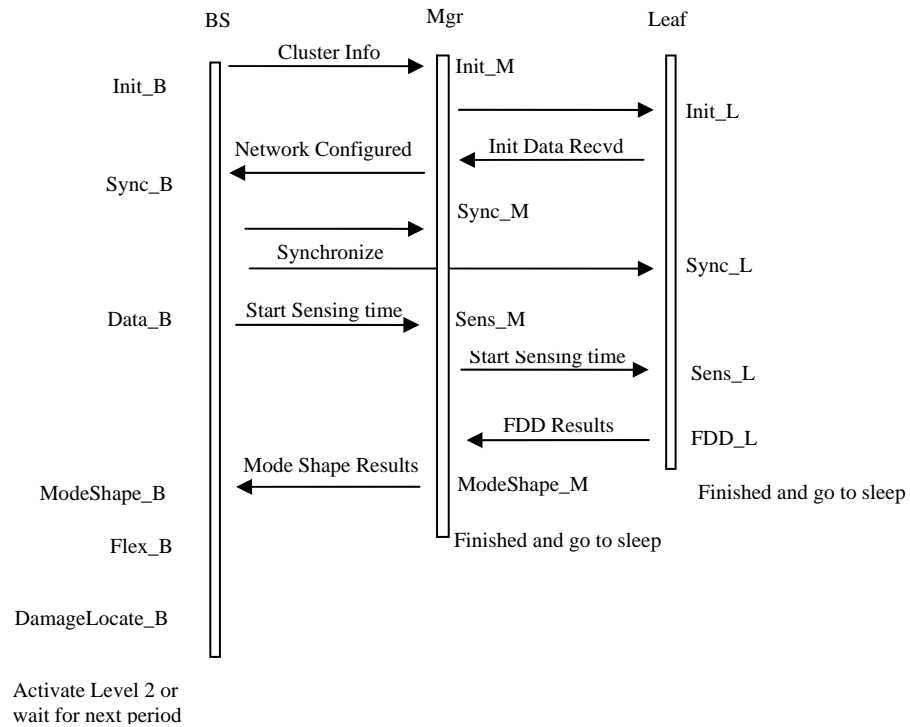 BS
Mgr
Leaf
Cluster Info
Init_B
Init_M
Init_L
Init Data Recvd
Network Configured
Sync_B
Sync_M
Synchronize
Sync_L
Data_B
Start Sensing time
Sens_M
Start Sensing time
Sens_L
FDD Results
FDD_L
Mode Shape Results
ModeShape_B
ModeShape_M
Finished and go to sleep
Flex_B
Finished and go to sleep
DamageLocate_B
Activate Level 2 or
wait for next period